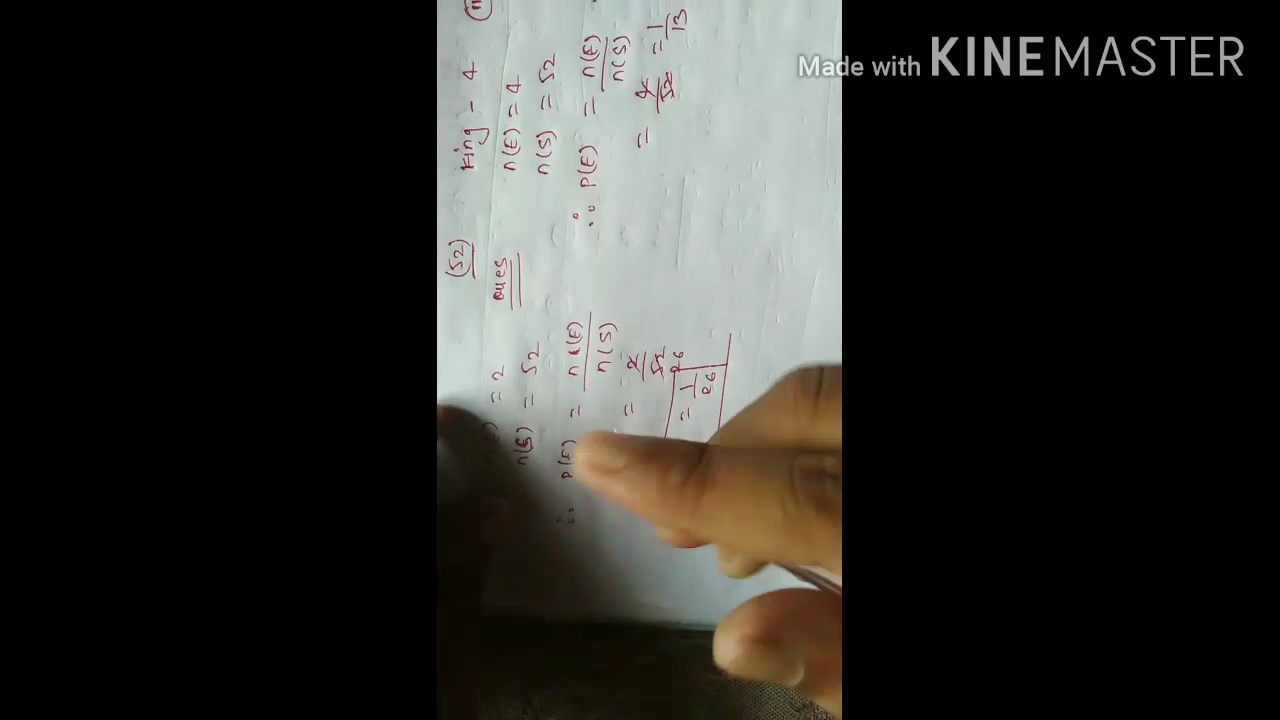 Made with KINEMASTER
(52)
ques
King - 4
n(E) = 4
n(S) = 52
∴ P(E) = n(E)/n(S)
= 4/52 = 1/13
= 2
n(S) = 52
∴ P(E) = n(E)/n(S)
= 2/52 26
= 1/26